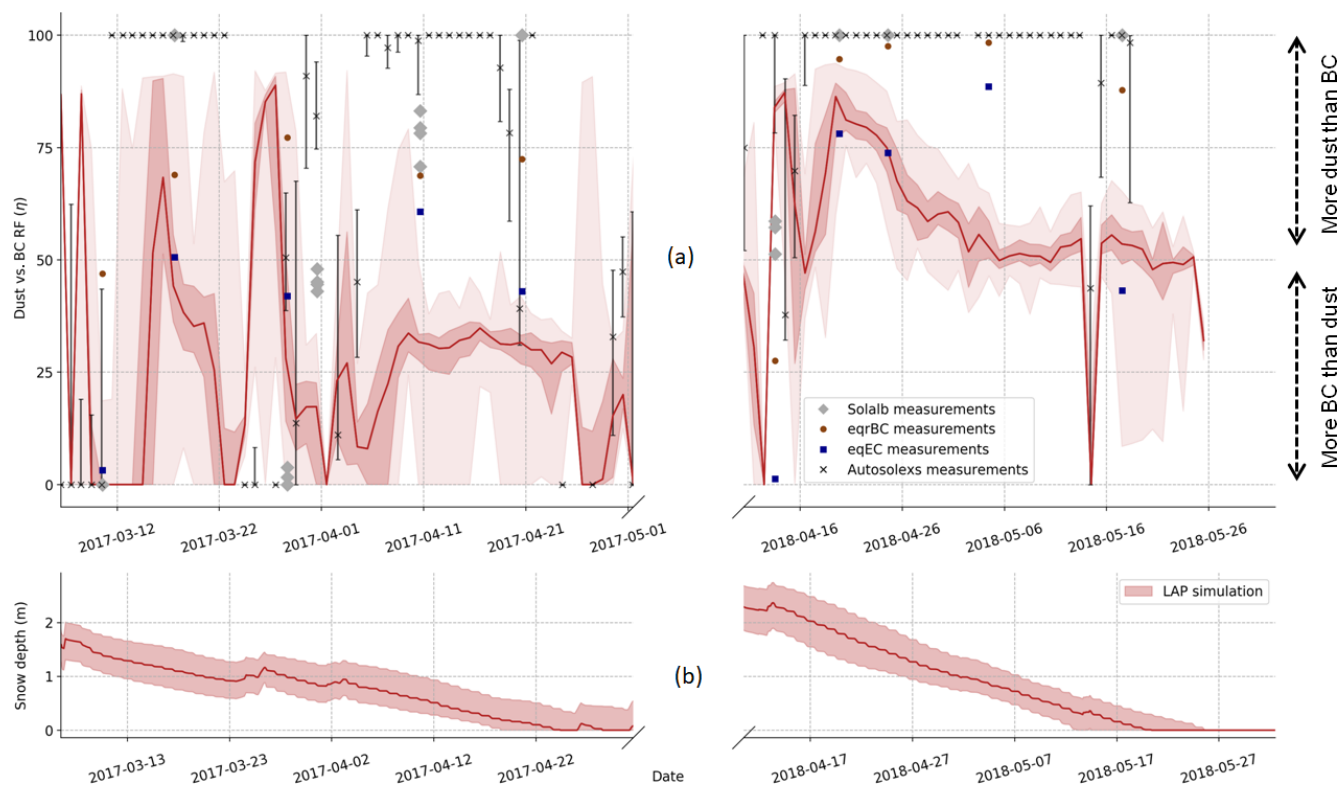 100
75
50
25
0
Dust vs. BC RF (η)
(a)
Solalb measurements
eqrBC measurements
eqEC measurements
Autosolexs measurements
More dust than BC
More BC than dust
2017-03-12
2017-03-22
2017-04-01
2017-04-11
2017-04-21
2017-05-01
2018-04-16
2018-04-26
2018-05-06
2018-05-16
2018-05-26
2
1
0
Snow depth (m)
(b)
LAP simulation
2017-03-13
2017-03-23
2017-04-02
2017-04-12
2017-04-22
Date
2018-04-17
2018-04-27
2018-05-07
2018-05-17
2018-05-27